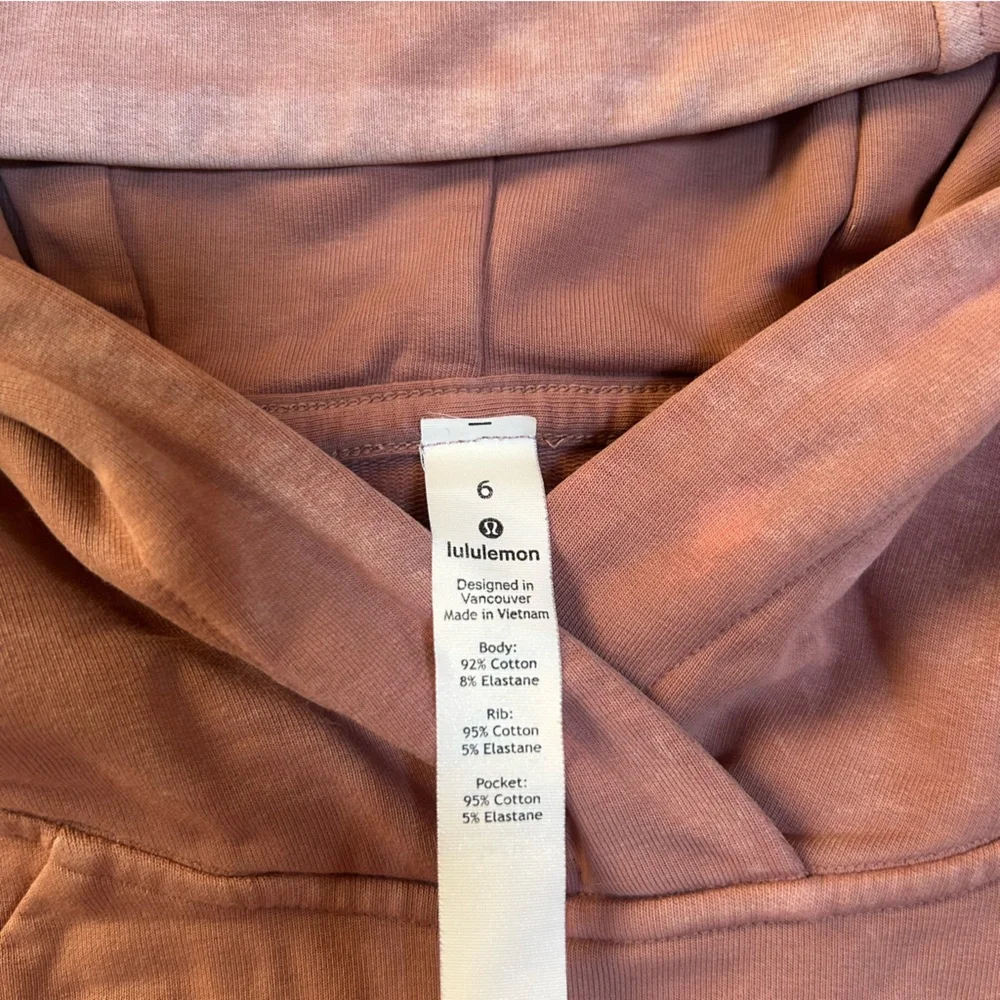 6
lululemon
Designed in
Vancouver
Made in Vietnam
Body:
92% Cotton
8% Elastane
Rib:
95% Cotton
5% Elastane
Pocket:
95% Cotton
5% Elastane